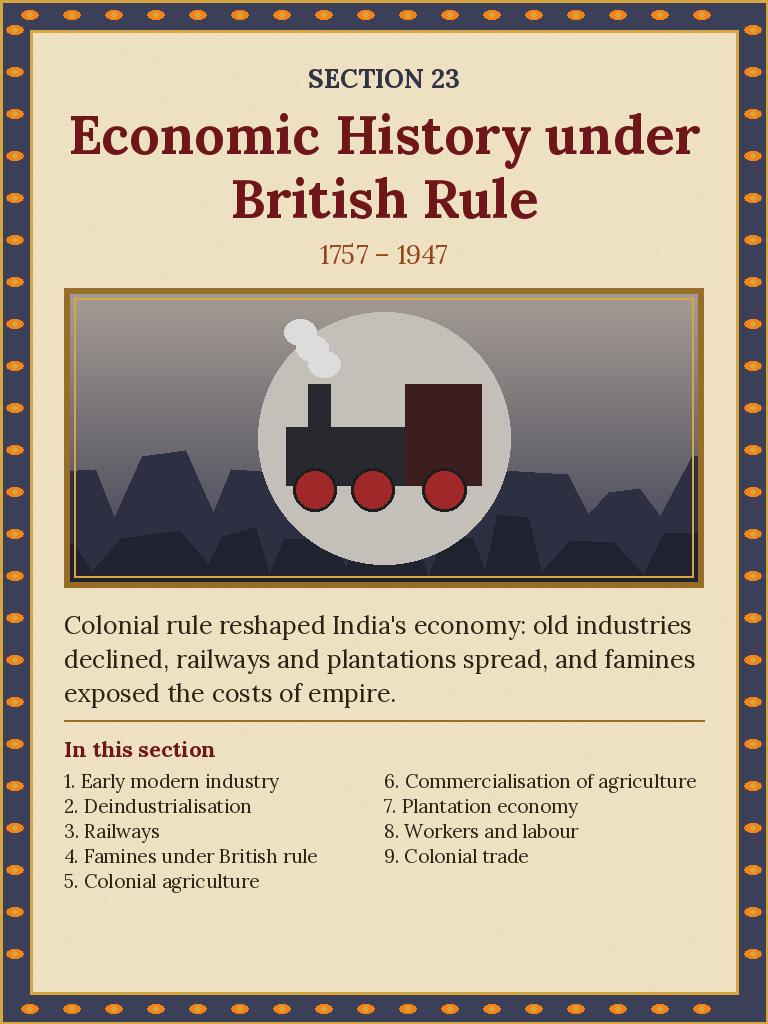 SECTION 23
Economic History under
British Rule
1757 – 1947
Colonial rule reshaped India's economy: old industries
declined, railways and plantations spread, and famines
exposed the costs of empire.
In this section
1. Early modern industry
2. Deindustrialisation
3. Railways
4. Famines under British rule
5. Colonial agriculture
6. Commercialisation of agriculture
7. Plantation economy
8. Workers and labour
9. Colonial trade